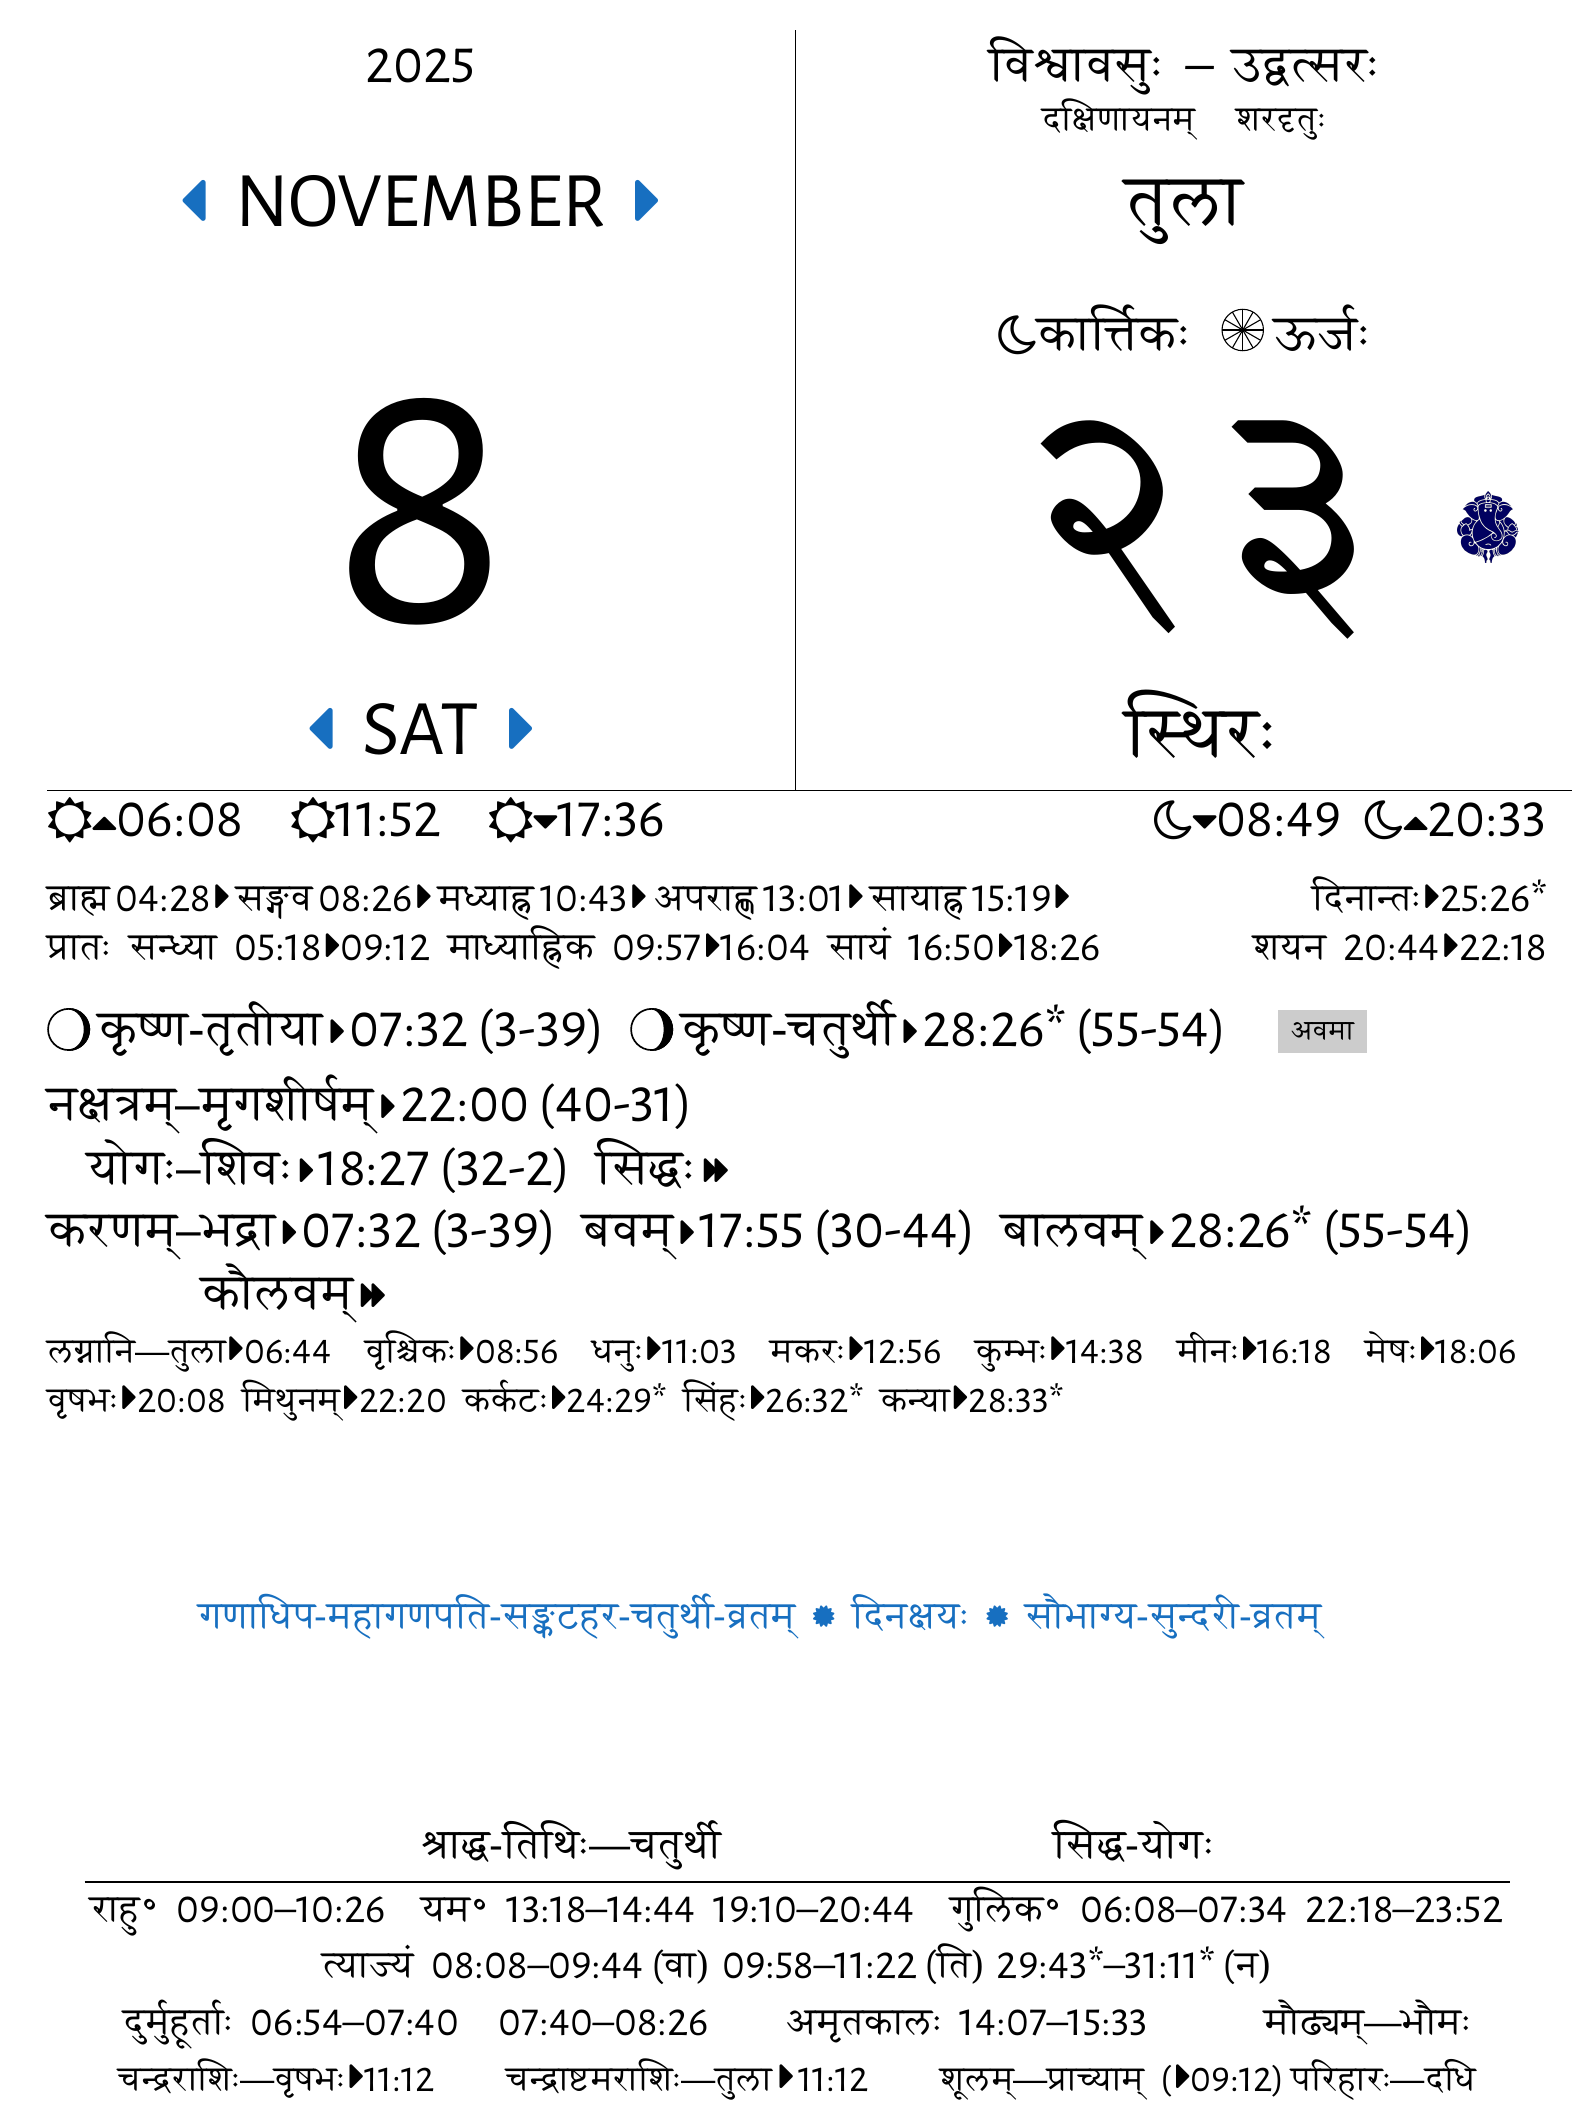 2025
NOVEMBER
8
SAT
विश्वावसुः – उद्वत्सरः
दक्षिणायनम् शरदृतुः
तुला
कार्त्तिकः ऊर्जः
२३
स्थिरः
06:08 11:52 17:36 08:49 20:33
ब्राह्म 04:28 सङ्गव 08:26 मध्याह्न 10:43 अपराह्ण 13:01 सायाह्न 15:19 दिनान्तः 25:26*
प्रातः सन्ध्या 05:18 09:12 माध्याह्निक 09:57 16:04 सायं 16:50 18:26 शयन 20:44 22:18
कृष्ण-तृतीया 07:32 (3-39) कृष्ण-चतुर्थी 28:26* (55-54) अवमा
नक्षत्रम्–मृगशीर्षम् 22:00 (40-31)
योगः–शिवः 18:27 (32-2) सिद्धः
करणम्–भद्रा 07:32 (3-39) बवम् 17:55 (30-44) बालवम् 28:26* (55-54)
कौलवम्
लग्नानि—तुला 06:44 वृश्चिकः 08:56 धनुः 11:03 मकरः 12:56 कुम्भः 14:38 मीनः 16:18 मेषः 18:06
वृषभः 20:08 मिथुनम् 22:20 कर्कटः 24:29* सिंहः 26:32* कन्या 28:33*
गणाधिप-महागणपति-सङ्कटहर-चतुर्थी-व्रतम् दिनक्षयः सौभाग्य-सुन्दरी-व्रतम्
श्राद्ध-तिथिः—चतुर्थी सिद्ध-योगः
राहु॰ 09:00–10:26 यम॰ 13:18–14:44 19:10–20:44 गुलिक॰ 06:08–07:34 22:18–23:52
त्याज्यं 08:08–09:44 (वा) 09:58–11:22 (ति) 29:43*–31:11* (न)
दुर्मुहूर्ताः 06:54–07:40 07:40–08:26 अमृतकालः 14:07–15:33 मौढ्यम्—भौमः
चन्द्रराशिः—वृषभः 11:12 चन्द्राष्टमराशिः—तुला 11:12 शूलम्—प्राच्याम् (09:12) परिहारः—दधि